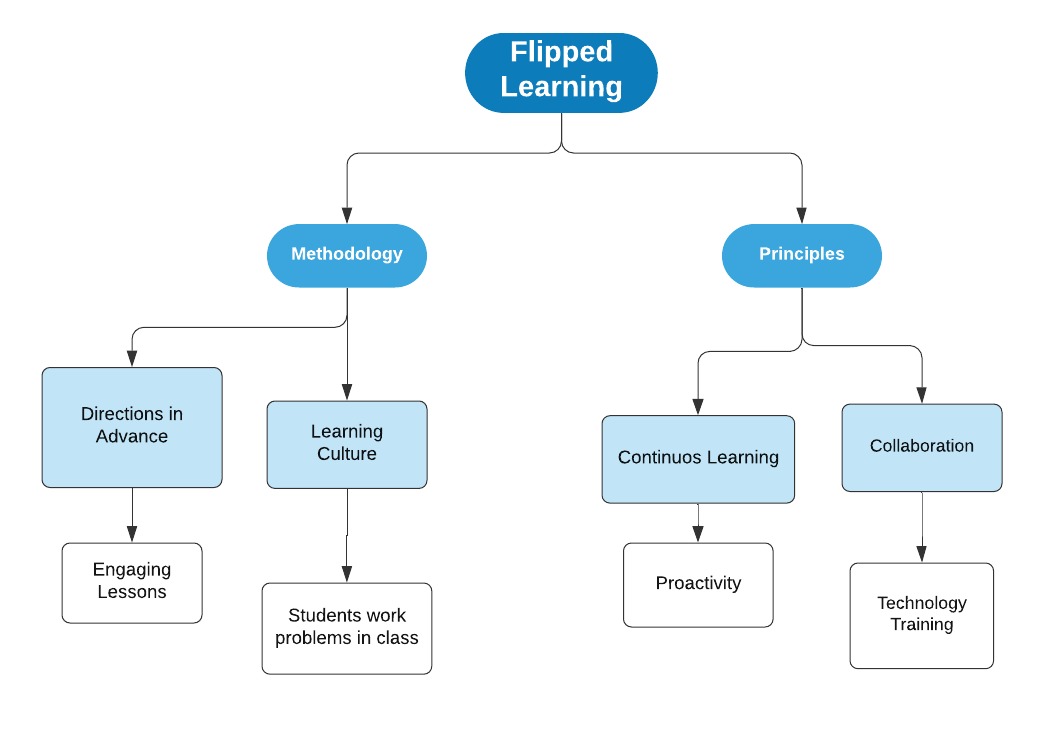 Flipped
Learning
Methodology
Principles
Directions in
Advance
Learning
Culture
Continuos Learning
Collaboration
Engaging
Lessons
Students work
problems in class
Proactivity
Technology
Training